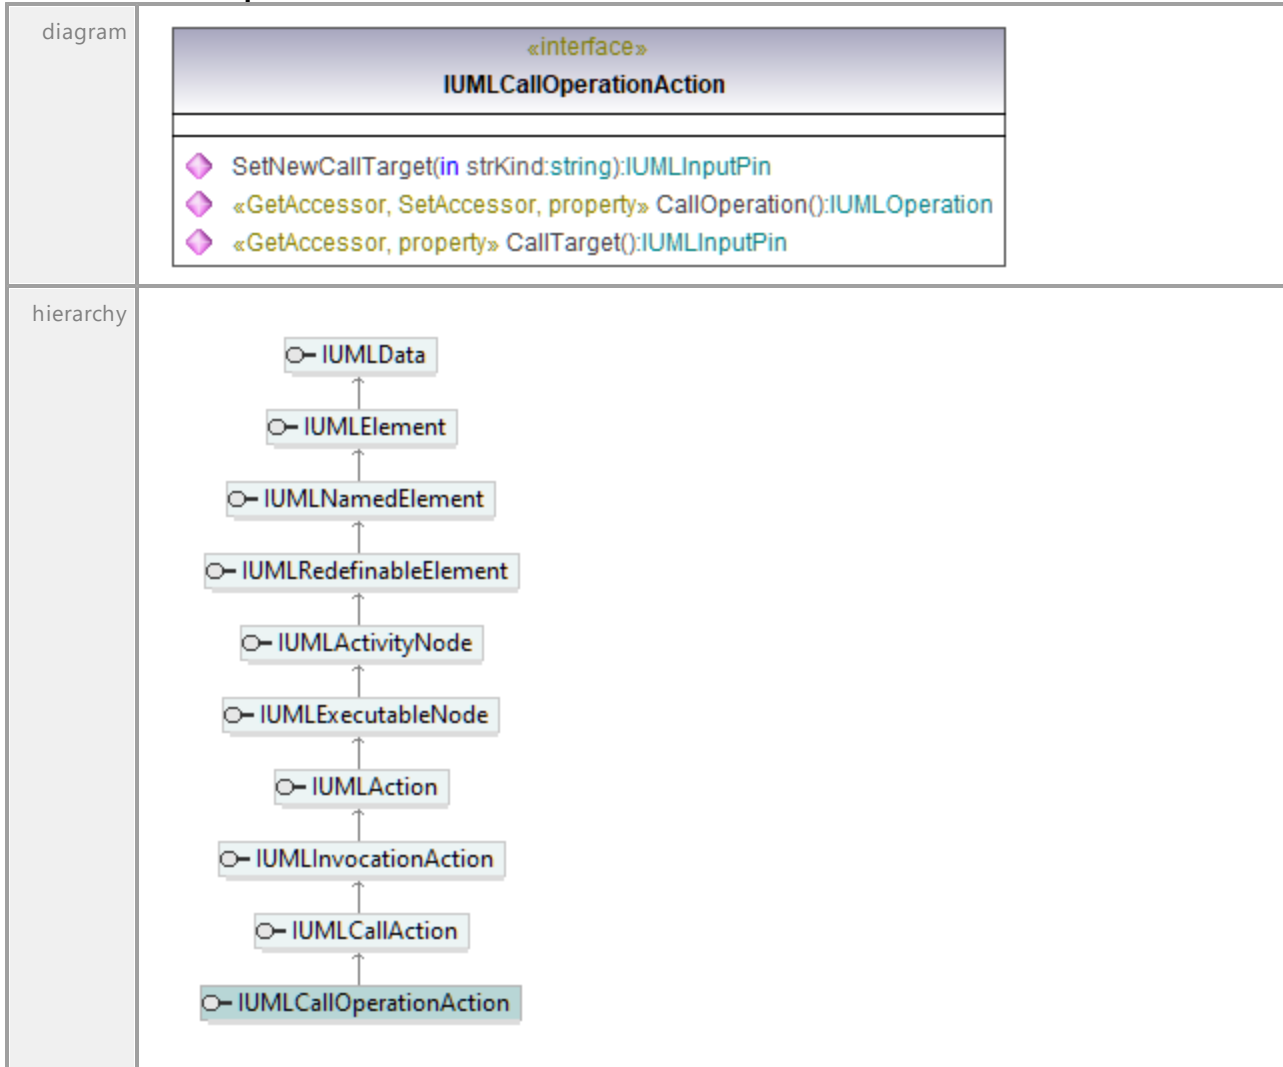 diagram
«interface»
IUMLCallOperationAction
SetNewCallTarget(in strKind:string):IUMLInputPin
«GetAccessor, SetAccessor, property» CallOperation():IUMLOperation
«GetAccessor, property» CallTarget():IUMLInputPin
hierarchy
IUMLData
IUMLElement
IUMLNamedElement
IUMLRedefinableElement
IUMLActivityNode
IUMLExecutableNode
IUMLAction
IUMLInvocationAction
IUMLCallAction
IUMLCallOperationAction